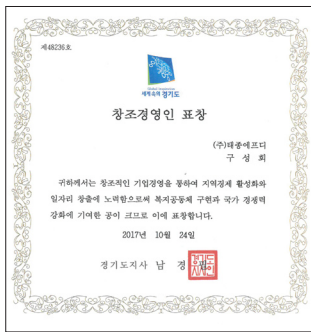 제48236호
Global Inspiration
세계속의 경기도
창조경영인 표창
(주)태종에프디
구 성 회
귀하께서는 창조적인 기업경영을 통하여 지역경제 활성화와
일자리 창출에 노력함으로써 복지공동체 구현과 국가 경쟁력
강화에 기여한 공이 크므로 이에 표창합니다.
2017년 10월 24일
경기도지사 남 경